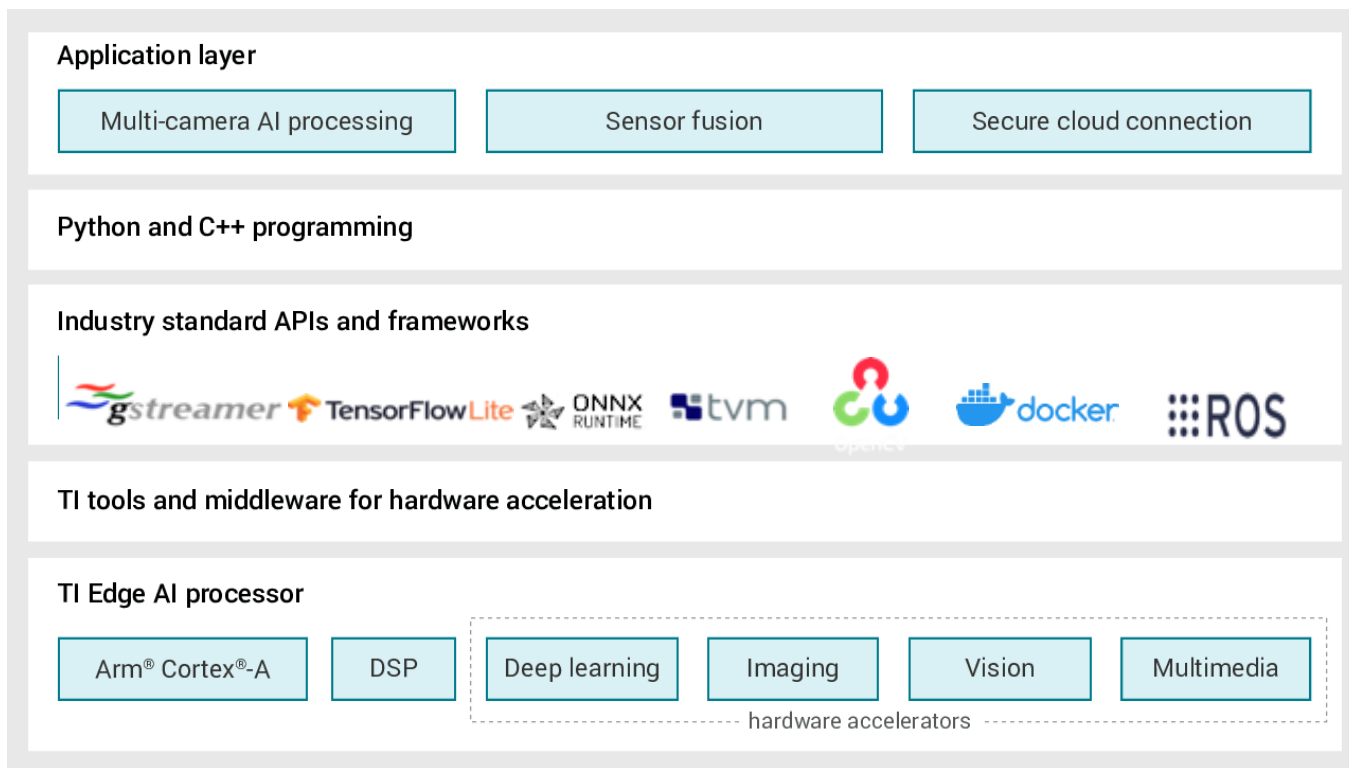 Application layer
Multi-camera AI processing
Sensor fusion
Secure cloud connection
Python and C++ programming
Industry standard APIs and frameworks
gstreamer
TensorFlow Lite
ONNX
RUNTIME
tvm
OpenCV
docker
ROS
TI tools and middleware for hardware acceleration
TI Edge AI processor
Arm® Cortex®-A
DSP
Deep learning
Imaging
Vision
Multimedia
hardware accelerators